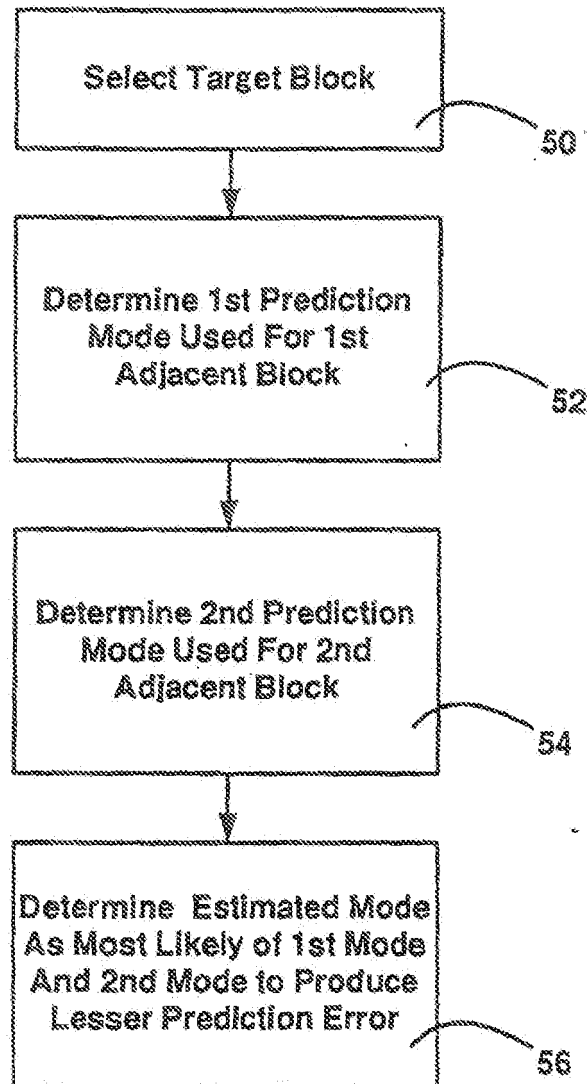 Select Target Block
50
Determine 1st Prediction
Mode Used For 1st
Adjacent Block
52
Determine 2nd Prediction
Mode Used For 2nd
Adjacent Block
54
Determine Estimated Mode
As Most Likely of 1st Mode
And 2nd Mode to Produce
Lesser Prediction Error
56